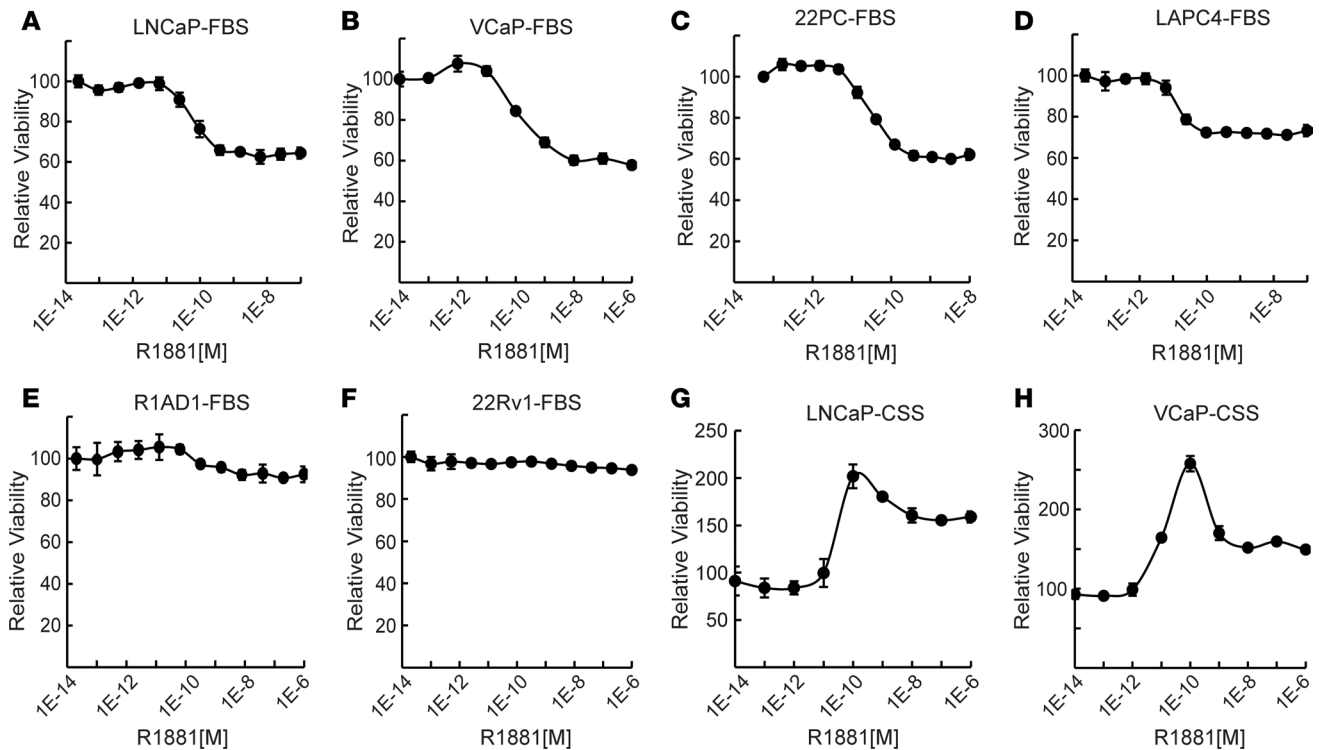 A
LNCaP-FBS
Relative Viability
100
80
60
40
20
1E-14
1E-12
1E-10
1E-8
R1881[M]
B
VCaP-FBS
Relative Viability
100
80
60
40
20
1E-14
1E-12
1E-10
1E-8
1E-6
R1881[M]
C
22PC-FBS
Relative Viability
100
80
60
40
20
1E-14
1E-12
1E-10
1E-8
R1881[M]
D
LAPC4-FBS
Relative Viability
100
80
60
40
20
1E-14
1E-12
1E-10
1E-8
R1881[M]
E
R1AD1-FBS
Relative Viability
100
80
60
40
20
1E-14
1E-12
1E-10
1E-8
1E-6
R1881[M]
F
22Rv1-FBS
Relative Viability
100
80
60
40
20
1E-14
1E-12
1E-10
1E-8
1E-6
R1881[M]
G
LNCaP-CSS
Relative Viability
250
200
150
100
50
1E-14
1E-12
1E-10
1E-8
1E-6
R1881[M]
H
VCaP-CSS
Relative Viability
300
200
100
1E-14
1E-12
1E-10
1E-8
1E-6
R1881[M]